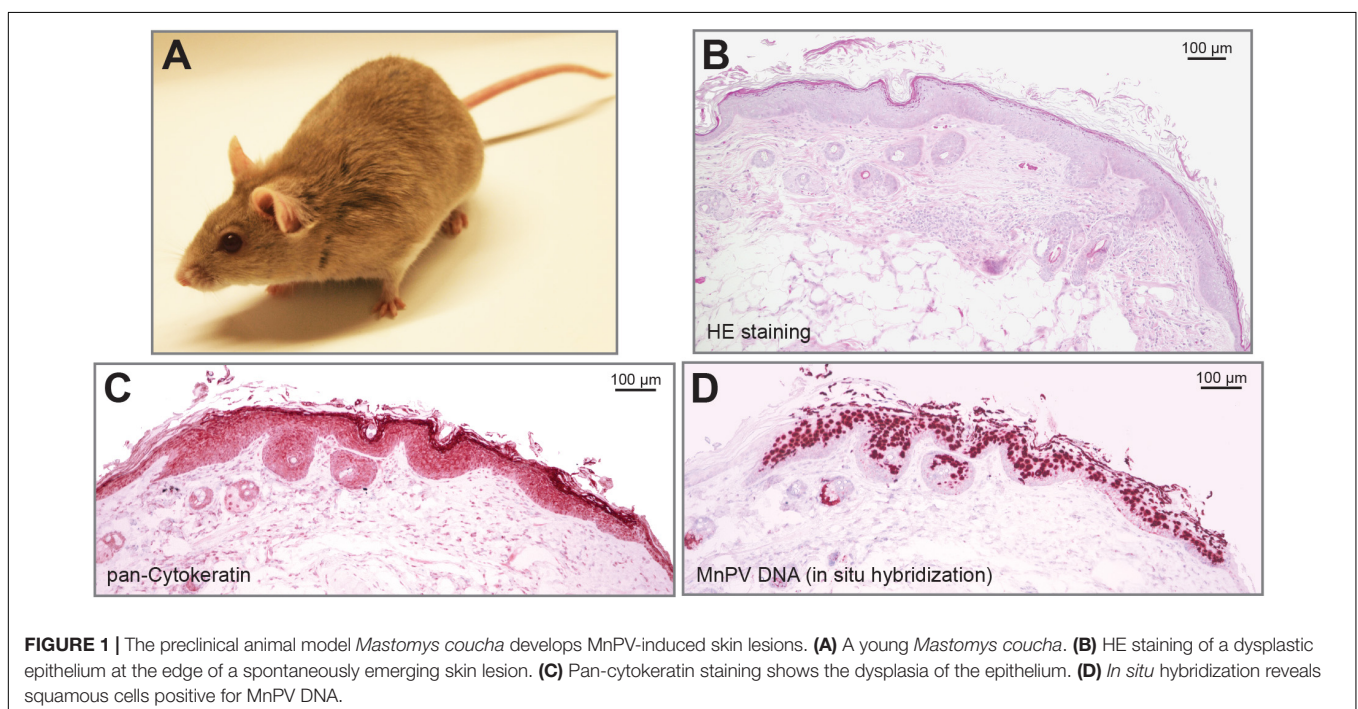 A
B
100 µm
HE staining
C
100 µm
pan-Cytokeratin
D
100 µm
MnPV DNA (in situ hybridization)
FIGURE 1 | The preclinical animal model Mastomys coucha develops MnPV-induced skin lesions. (A) A young Mastomys coucha. (B) HE staining of a dysplastic
epithelium at the edge of a spontaneously emerging skin lesion. (C) Pan-cytokeratin staining shows the dysplasia of the epithelium. (D) In situ hybridization reveals
squamous cells positive for MnPV DNA.